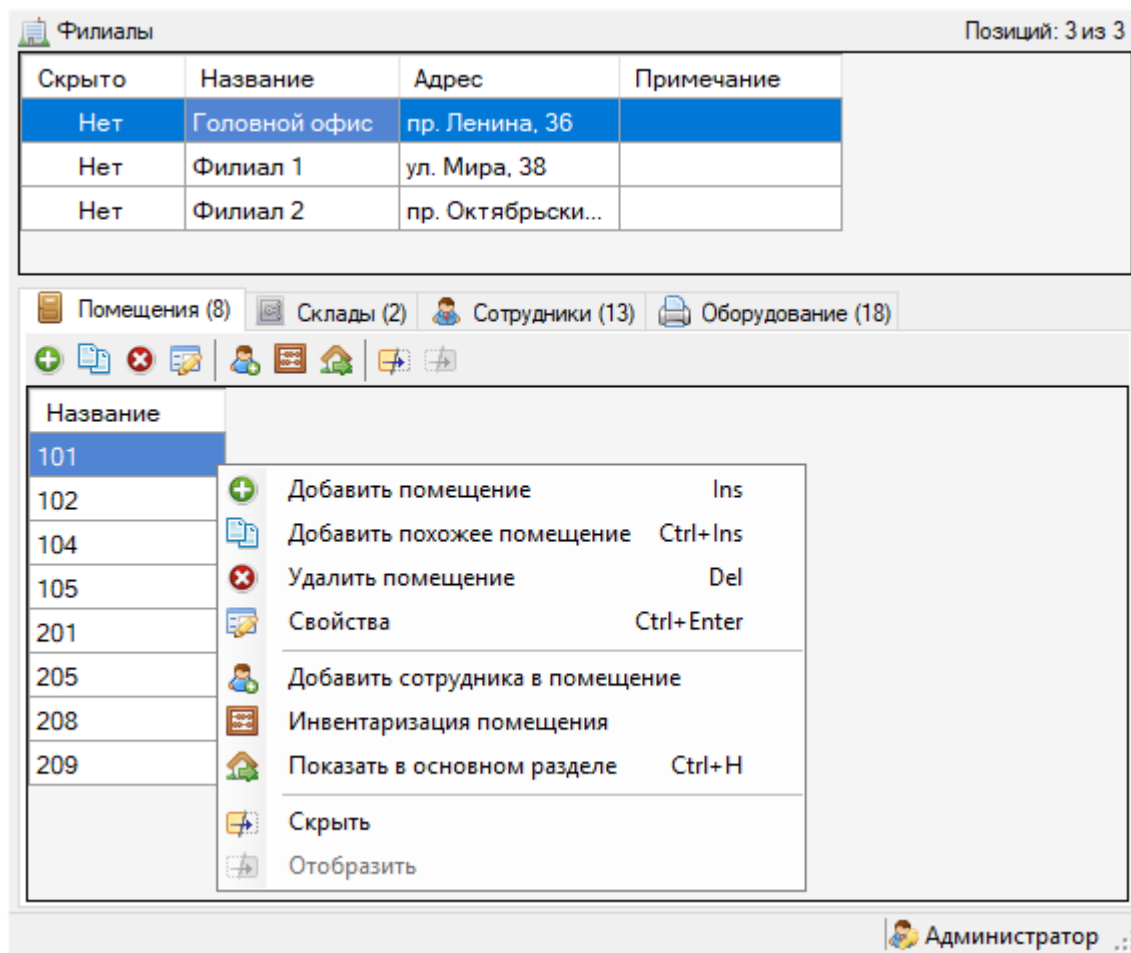 Филиалы Позиций: 3 из 3
Скрыто Название Адрес Примечание
Нет Головной офис пр. Ленина, 36
Нет Филиал 1 ул. Мира, 38
Нет Филиал 2 пр. Октябрьски...
Помещения (8) Склады (2) Сотрудники (13) Оборудование (18)
Название
101
102
104
105
201
205
208
209
Добавить помещение Ins
Добавить похожее помещение Ctrl+Ins
Удалить помещение Del
Свойства Ctrl+Enter
Добавить сотрудника в помещение
Инвентаризация помещения
Показать в основном разделе Ctrl+H
Скрыть
Отобразить
Администратор